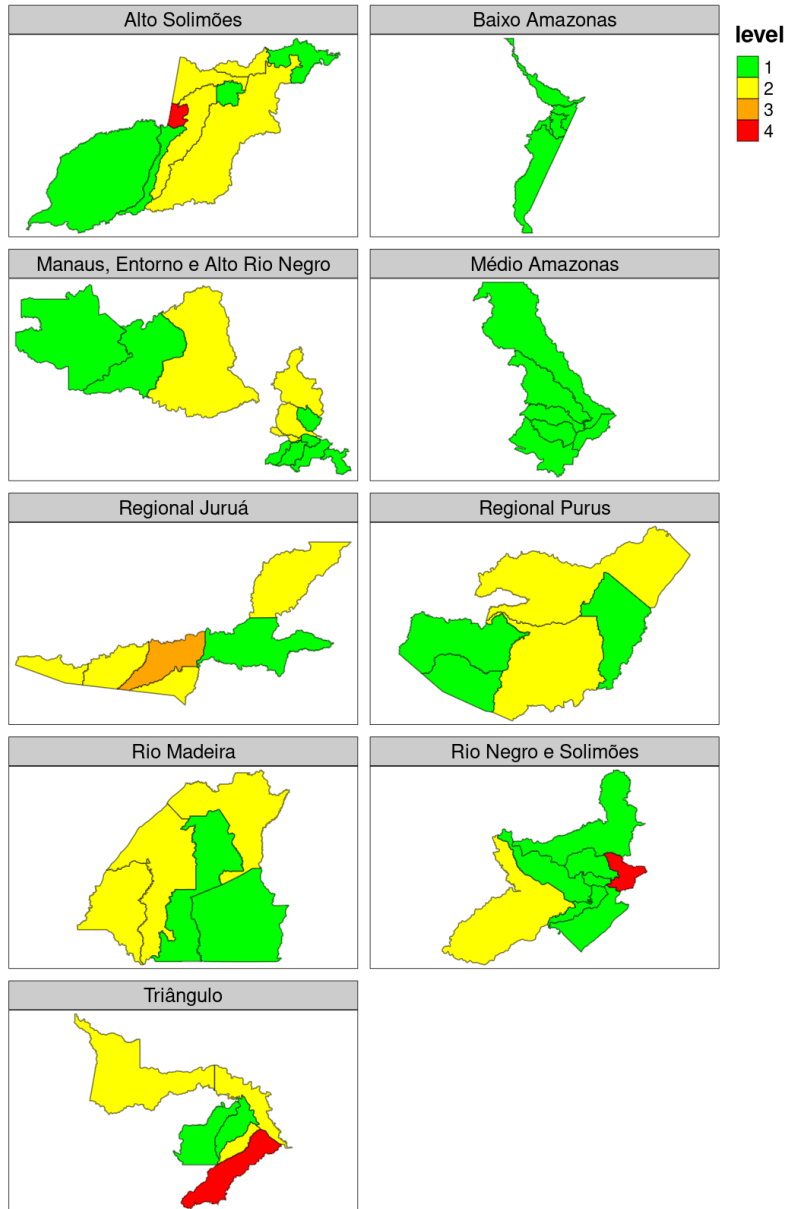 Alto Solimões
Baixo Amazonas
level
1
2
3
4
Manaus, Entorno e Alto Rio Negro
Médio Amazonas
Regional Juruá
Regional Purus
Rio Madeira
Rio Negro e Solimões
Triângulo